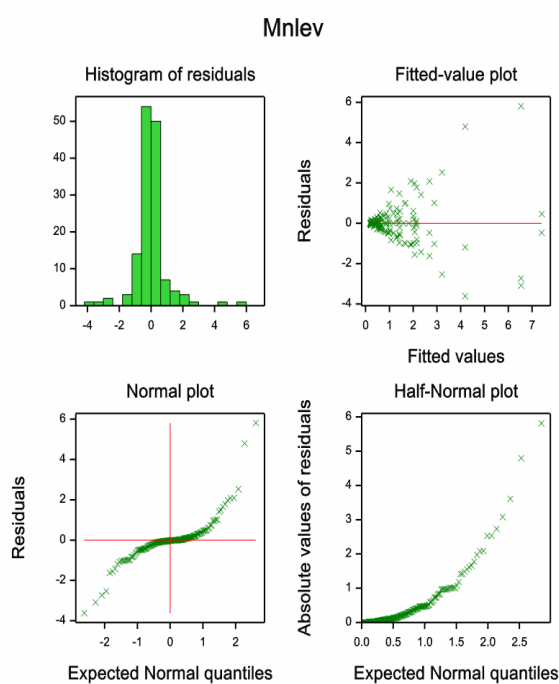 Mnlev
Histogram of residuals
50
40
30
20
10
0
-4 -2 0 2 4 6
Fitted-value plot
Residuals
6
4
2
0
-2
-4
0 1 2 3 4 5 6 7
Fitted values
Normal plot
Residuals
6
4
2
0
-2
-4
-2 -1 0 1 2
Expected Normal quantiles
Half-Normal plot
Absolute values of residuals
6
5
4
3
2
1
0
0.0 0.5 1.0 1.5 2.0 2.5
Expected Normal quantiles